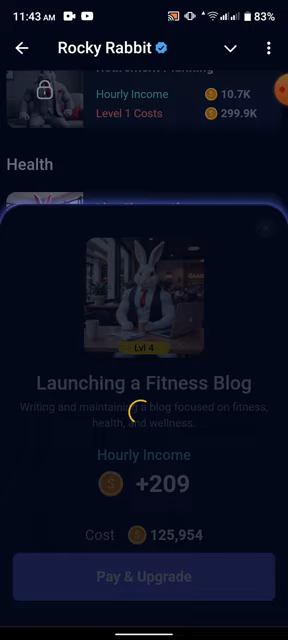 11:43 AM
83%
Rocky Rabbit
Retirement Planning
Hourly Income 10.7K
Level 1 Costs 299.9K
Health
Lvl 4
Launching a Fitness Blog
Writing and maintaining a blog focused on fitness,
health, and wellness.
Hourly Income
+209
Cost 125,954
Pay & Upgrade